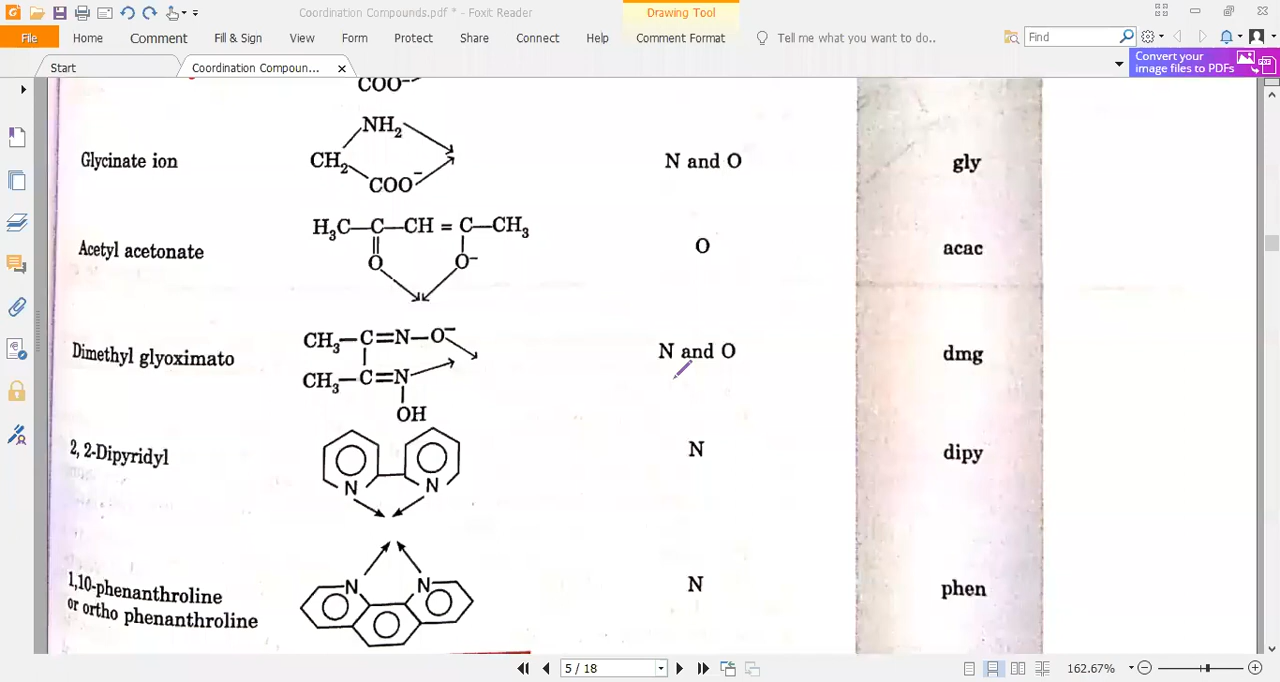 Coordination Compounds.pdf * - Foxit Reader
Drawing Tool
File Home Comment Fill & Sign View Form Protect Share Connect Help Comment Format Tell me what you want to do.. Find
Start
Coordination Compoun...
Convert your
image files to PDFs
COO⁻
Glycinate ion
NH₂
CH₂
COO⁻
N and O
gly
Acetyl acetonate
H₃C—C—CH = C—CH₃
O O⁻
O
acac
Dimethyl glyoximato
CH₃—C=N—O⁻
CH₃—C=N
OH
N and O
dmg
2, 2-Dipyridyl
N N
N
dipy
1,10-phenanthroline
or ortho phenanthroline
N N
N
phen
5 / 18
162.67%